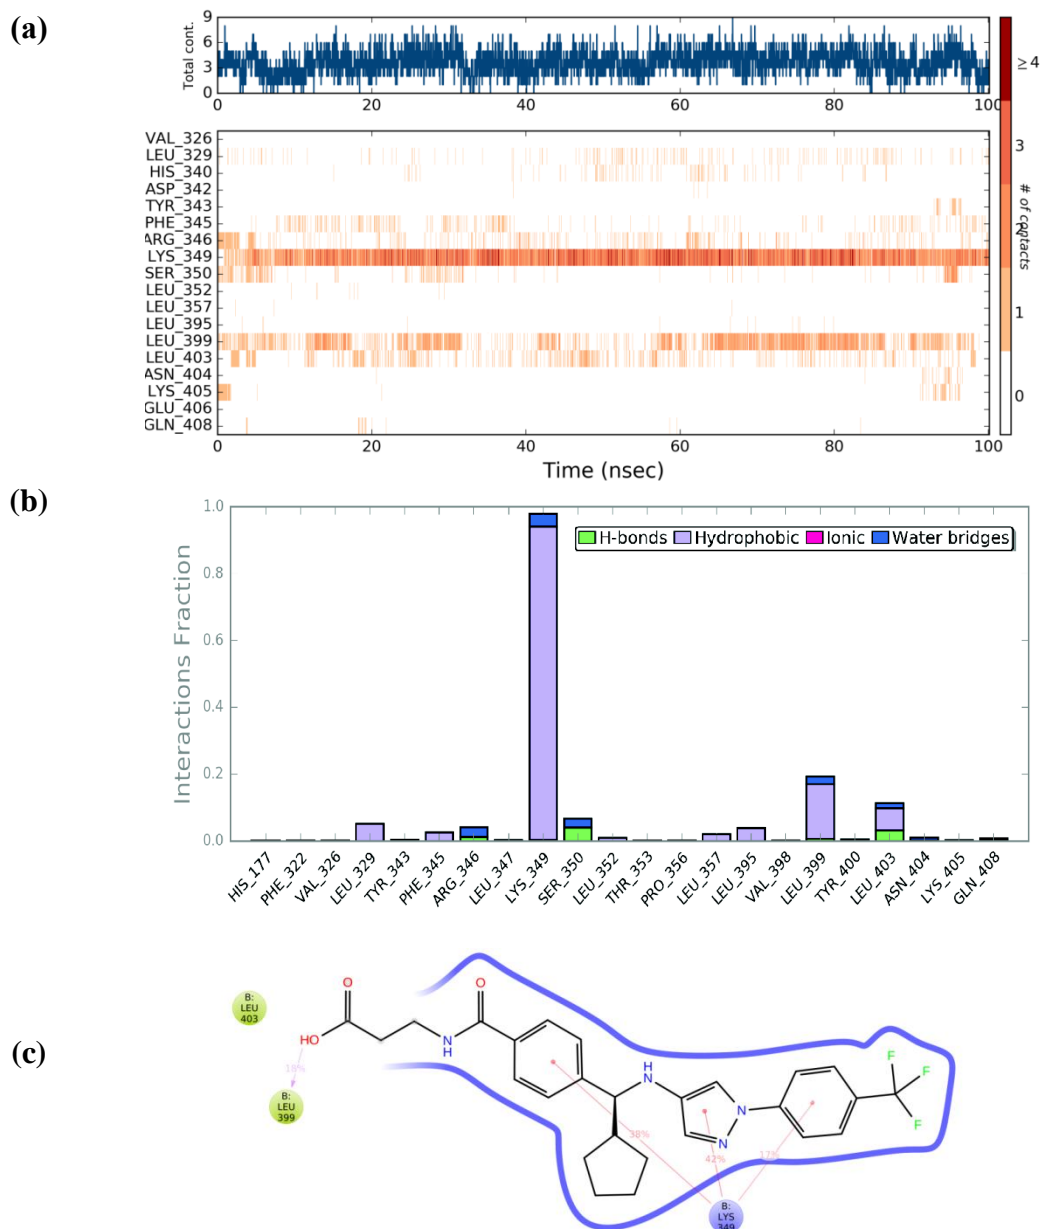 (a)
Total cont.
9
6
3
0
0
20
40
60
80
100
VAL_326
LEU_329
HIS_340
ASP_342
TYR_343
PHE_345
ARG_346
LYS_349
SER_350
LEU_352
LEU_357
LEU_395
LEU_399
LEU_403
ASN_404
LYS_405
GLU_406
GLN_408
0
20
40
60
80
100
Time (nsec)
≥4
3
2
1
0
# of contacts
(b)
Interactions Fraction
1.0
0.8
0.6
0.4
0.2
0.0
H-bonds Hydrophobic Ionic Water bridges
HIS_177
PHE_322
VAL_326
LEU_329
TYR_343
PHE_345
ARG_346
LEU_347
LYS_349
SER_350
LEU_352
THR_353
PRO_356
LEU_357
LEU_395
VAL_398
LEU_399
TYR_400
LEU_403
ASN_404
LYS_405
GLN_408
(c)
B:
LEU
403
O
HO
18%
B:
LEU
399
N
H
O
H
N
N
N
F
F
F
38%
42%
17%
B:
LYS
349